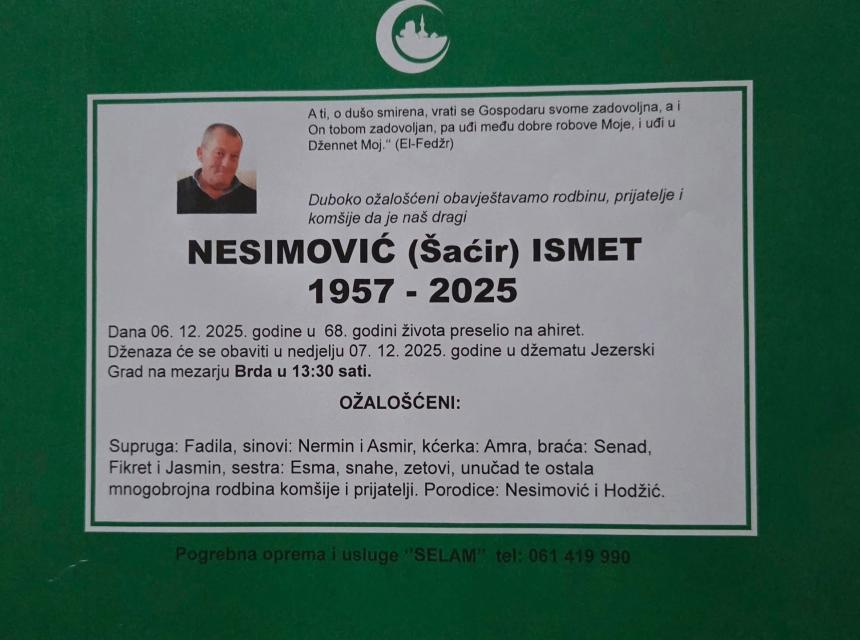 A ti, o dušo smirena, vrati se Gospodaru svome zadovoljna, a i
On tobom zadovoljan, pa uđi među dobre robove Moje, i uđi u
Džennet Moj.“ (El-Fedžr)
Duboko ožalošćeni obavještavamo rodbinu, prijatelje i
komšije da je naš dragi
NESIMOVIĆ (Šaćir) ISMET
1957 - 2025
Dana 06. 12. 2025. godine u 68. godini života preselio na ahiret.
Dženaza će se obaviti u nedjelju 07. 12. 2025. godine u džematu Jezerski
Grad na mezarju Brda u 13:30 sati.
OŽALOŠĆENI:
Supruga: Fadila, sinovi: Nermin i Asmir, kćerka: Amra, braća: Senad,
Fikret i Jasmin, sestra: Esma, snahe, zetovi, unučad te ostala
mnogobrojna rodbina komšije i prijatelji. Porodice: Nesimović i Hodžić.
Pogrebna oprema i usluge ‘’SELAM’’ tel: 061 419 990